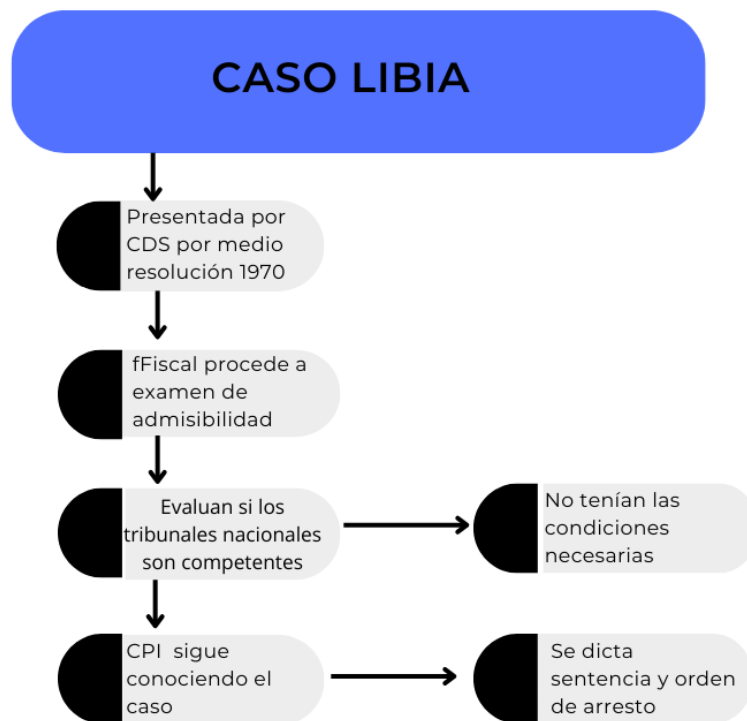 CASO LIBIA
Presentada por
CDS por medio
resolución 1970
fFiscal procede a
examen de
admisibilidad
Evaluan si los
tribunales nacionales
son competentes
No tenían las
condiciones
necesarias
CPI sigue
conociendo el
caso
Se dicta
sentencia y orden
de arresto